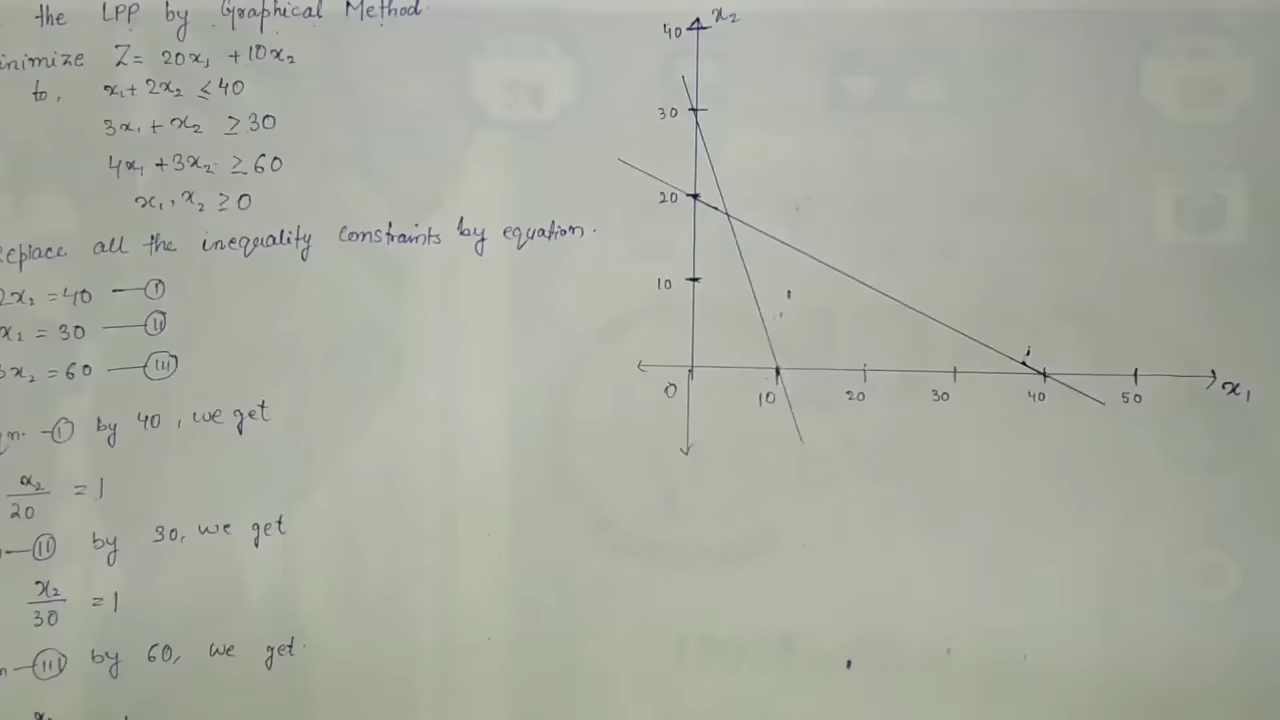 the LPP by Graphical Method.
inimize Z = 20x₁ + 10x₂
to, x₁ + 2x₂ ≤ 40
3x₁ + x₂ ≥ 30
4x₁ + 3x₂ ≥ 60
x₁, x₂ ≥ 0
eplace all the inequality constraints by equation.
2x₂ = 40 — (I)
x₂ = 30 — (II)
3x₂ = 60 — (III)
qn. - (I) by 40, we get
x₂/20 = 1
— (II) by 30, we get
x₂/30 = 1
n - (III) by 60, we get.
x₂
40 x₂
30
20
10
0 10 20 30 40 50 x₁